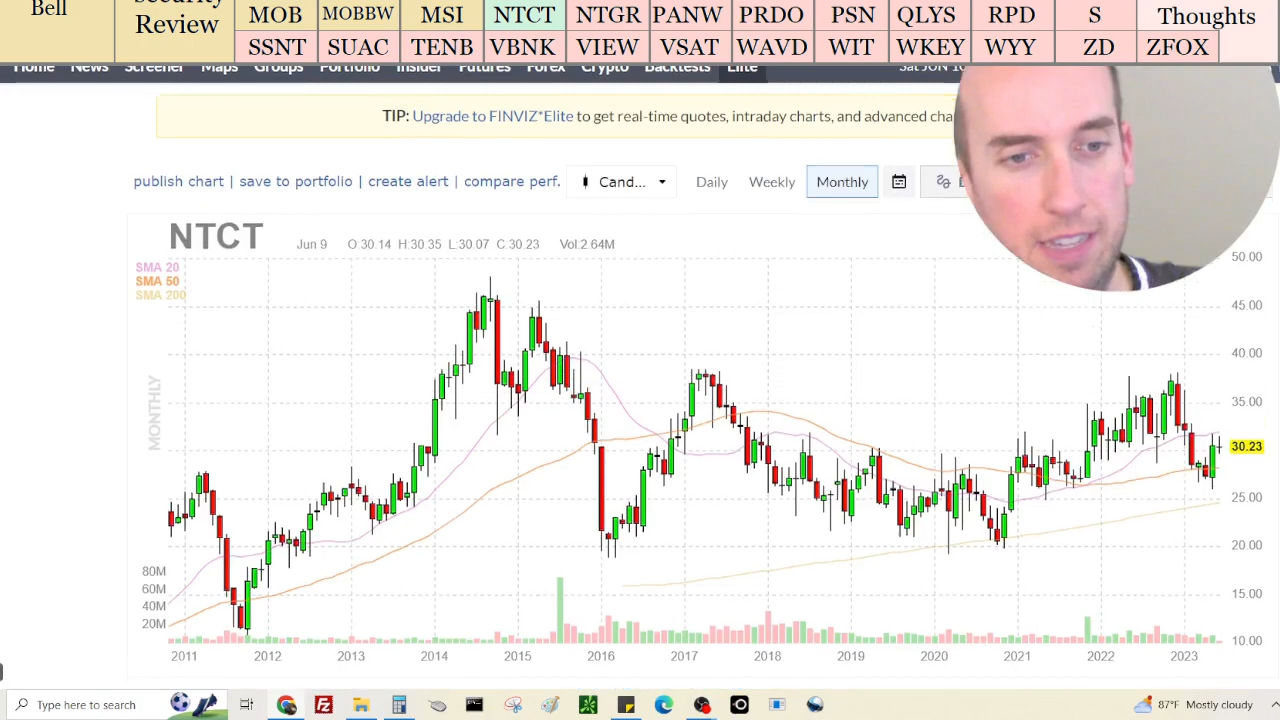 Bell
Security
Review
MOB MOBBW MSI NTCT NTGR PANW PRDO PSN QLYS RPD S Thoughts
SSNT SUAC TENB VBNK VIEW VSAT WAVD WIT WKEY WYY ZD ZFOX
Home News Screener Maps Groups Portfolio Insider Futures Forex Crypto Backtests Elite Sat JUN 10
TIP: Upgrade to FINVIZ*Elite to get real-time quotes, intraday charts, and advanced
publish chart | save to portfolio | create alert | compare perf. Cand... Daily Weekly Monthly
NTCT Jun 9 O:30.14 H:30.35 L:30.07 C:30.23 Vol:2.64M
SMA 20
SMA 50
SMA 200
MONTHLY
50.00
45.00
40.00
35.00
30.23
25.00
20.00
15.00
10.00
80M
60M
40M
20M
2011 2012 2013 2014 2015 2016 2017 2018 2019 2020 2021 2022 2023
Type here to search 87°F Mostly cloudy